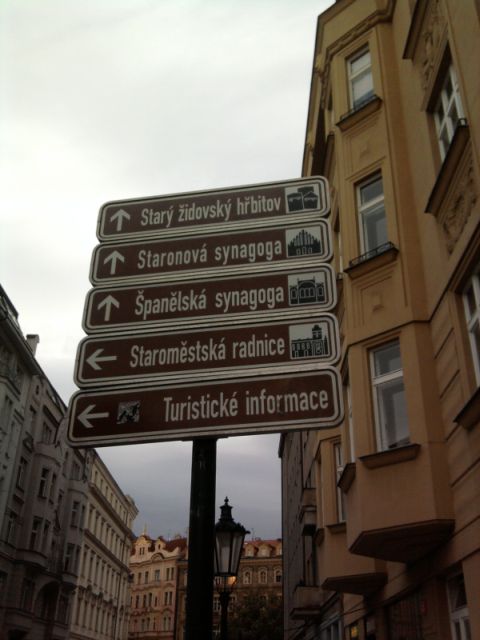 Starý židovský hřbitov
Staronová synagoga
Španělská synagoga
Staroměstská radnice
Turistické informace